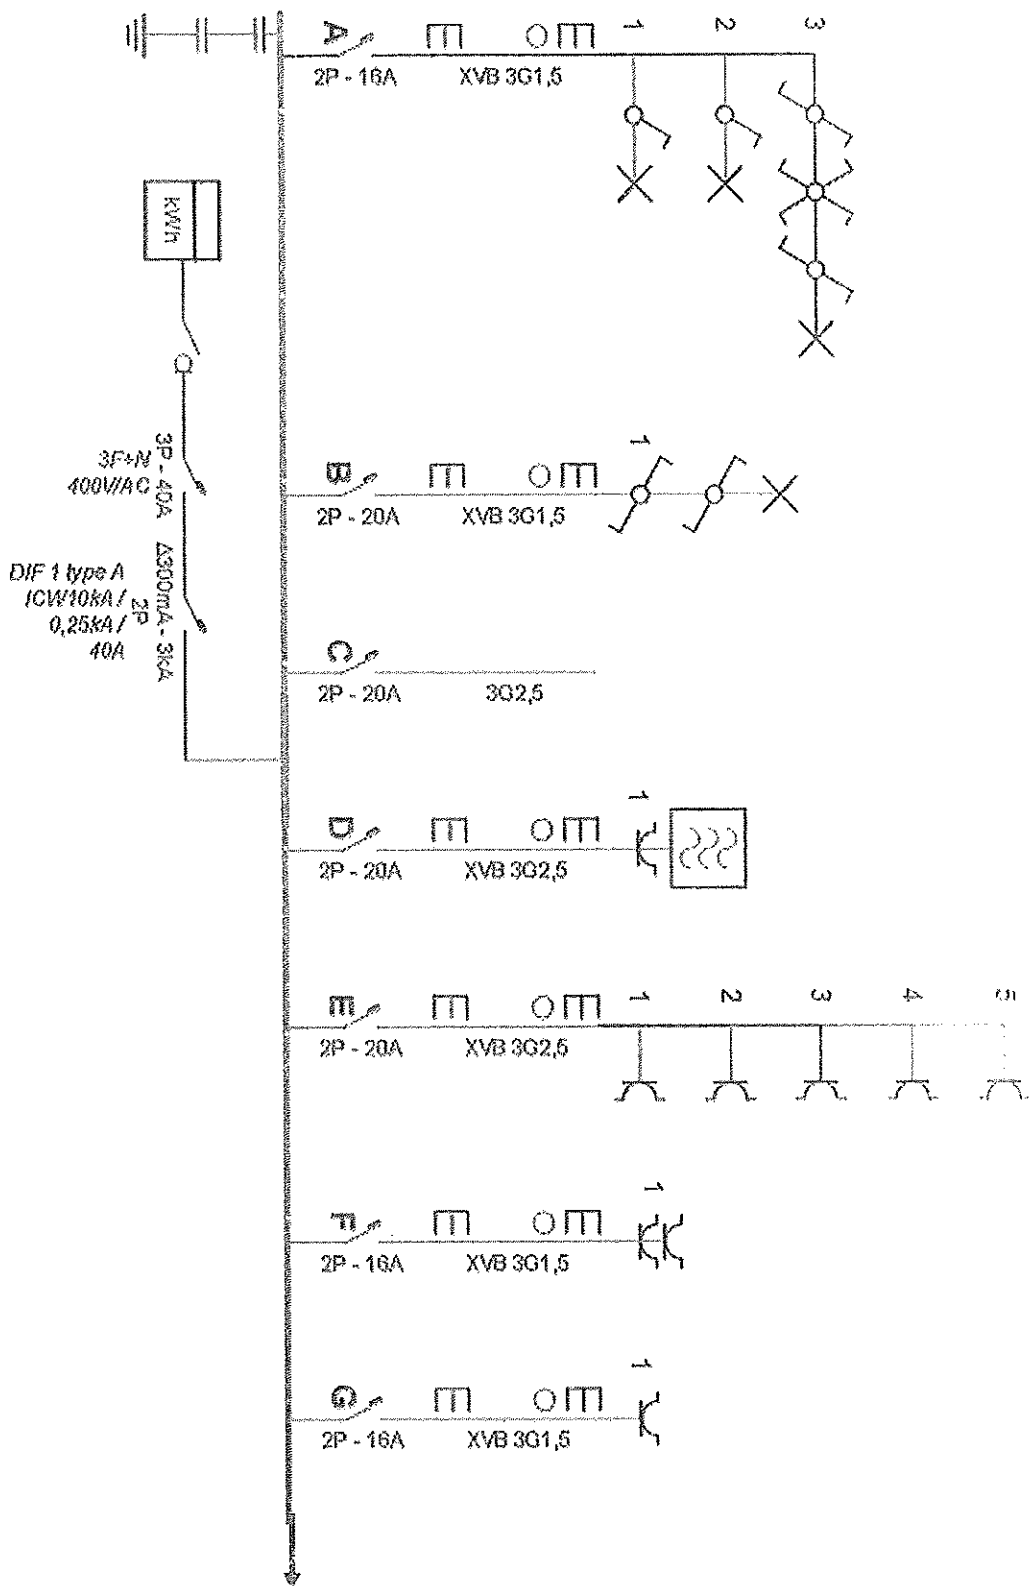 A
2P - 16A
XVB 3G1,5
1
2
3
kWh
3F+N
400V/AC
3P - 40A
DIF 1 type A
ICW10kA /
0,25kA /
40A
Δ300mA - 3kA
2P
B
2P - 20A
XVB 3G1,5
1
C
2P - 20A
3G2,5
D
2P - 20A
XVB 3G2,5
1
E
2P - 20A
XVB 3G2,5
1
2
3
4
5
F
2P - 16A
XVB 3G1,5
1
G
2P - 16A
XVB 3G1,5
1